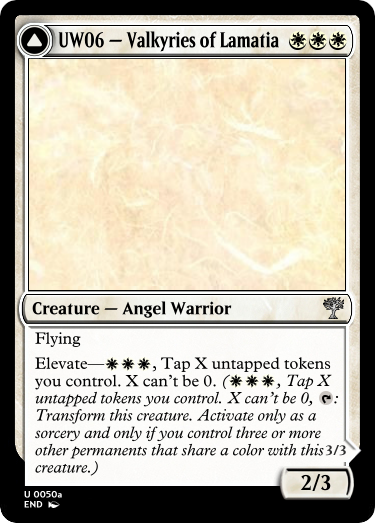 UW06 — Valkyries of Lamatia ☀☀☀
Creature — Angel Warrior
Flying
Elevate—☀☀☀, Tap X untapped tokens
you control. X can't be 0. (☀☀☀, Tap X
untapped tokens you control. X can't be 0, ⤵:
Transform this creature. Activate only as a
sorcery and only if you control three or more
other permanents that share a color with this
creature.)
3/3
2/3
U 0050a
END